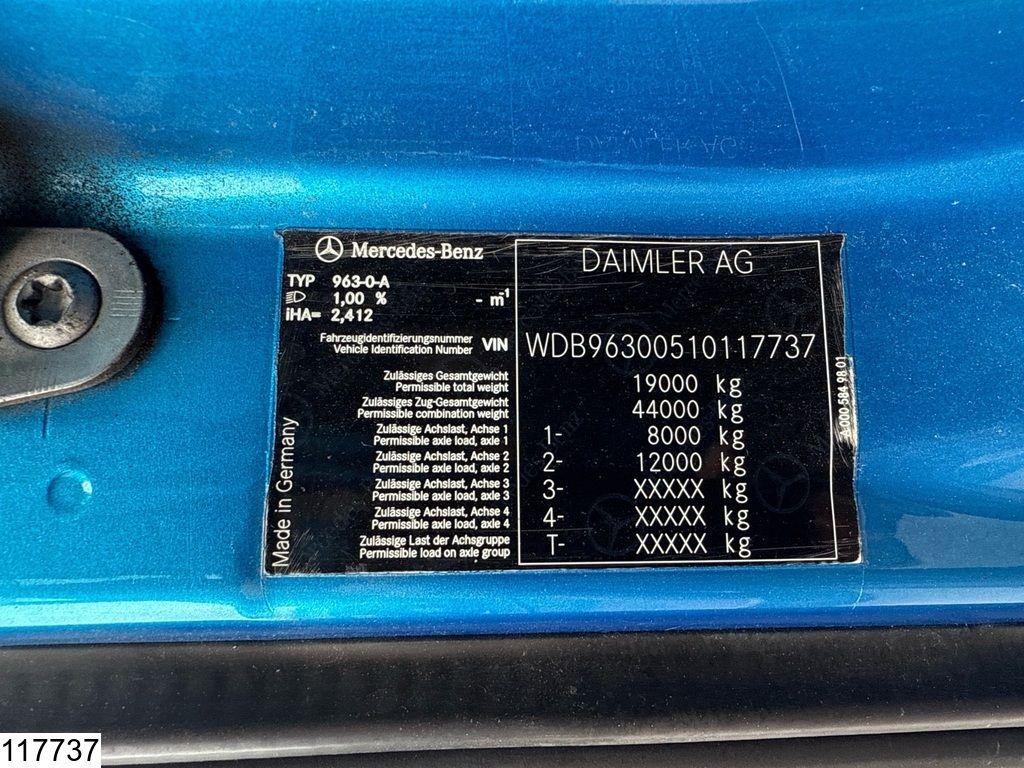 Mercedes-Benz
TYP 963-0-A
1,00 % - m-1
iHA= 2,412
DAIMLER AG
Fahrzeugidentifizierungsnummer
Vehicle Identification Number VIN WDB96300510117737
Zulässiges Gesamtgewicht
Permissible total weight 19000 kg
Zulässiges Zug-Gesamtgewicht
Permissible combination weight 44000 kg
Zulässige Achslast, Achse 1
Permissible axle load, axle 1 1- 8000 kg
Zulässige Achslast, Achse 2
Permissible axle load, axle 2 2- 12000 kg
Zulässige Achslast, Achse 3
Permissible axle load, axle 3 3- XXXXX kg
Zulässige Achslast, Achse 4
Permissible axle load, axle 4 4- XXXXX kg
Zulässige Last der Achsgruppe
Permissible load on axle group T- XXXXX kg
Made in Germany
A 000 584 98 01
117737